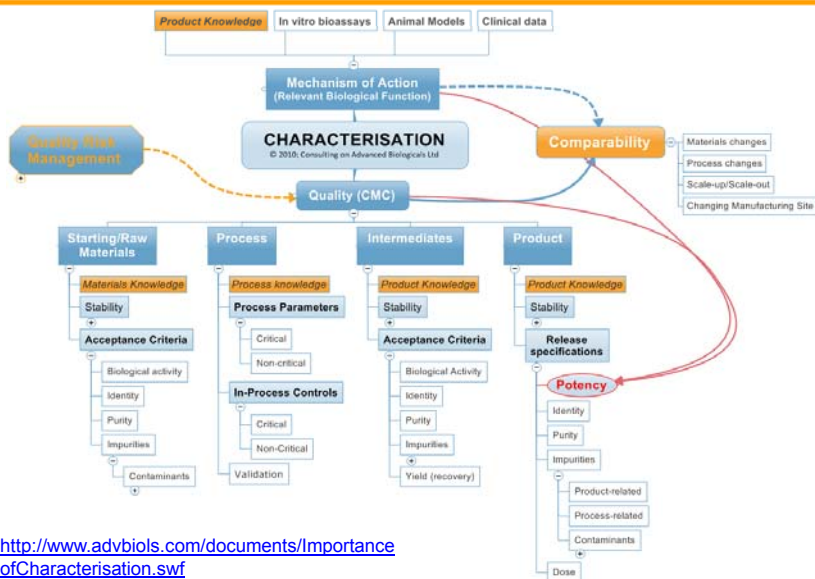 Product Knowledge
In vitro bioassays
Animal Models
Clinical data
Mechanism of Action
(Relevant Biological Function)
CHARACTERISATION
© 2010; Consulting on Advanced Biologicals Ltd
Quality Risk
Management
Comparability
Materials changes
Process changes
Scale-up/Scale-out
Changing Manufacturing Site
Quality (CMC)
Starting/Raw
Materials
Materials Knowledge
Stability
Acceptance Criteria
Biological activity
Identity
Purity
Impurities
Contaminants
Process
Process knowledge
Process Parameters
Critical
Non-critical
In-Process Controls
Critical
Non-Critical
Validation
Intermediates
Product Knowledge
Stability
Acceptance Criteria
Biological Activity
Identity
Purity
Impurities
Yield (recovery)
Product
Product Knowledge
Stability
Release
specifications
Potency
Identity
Purity
Impurities
Product-related
Process-related
Contaminants
Dose
http://www.advbiols.com/documents/Importance
ofCharacterisation.swf